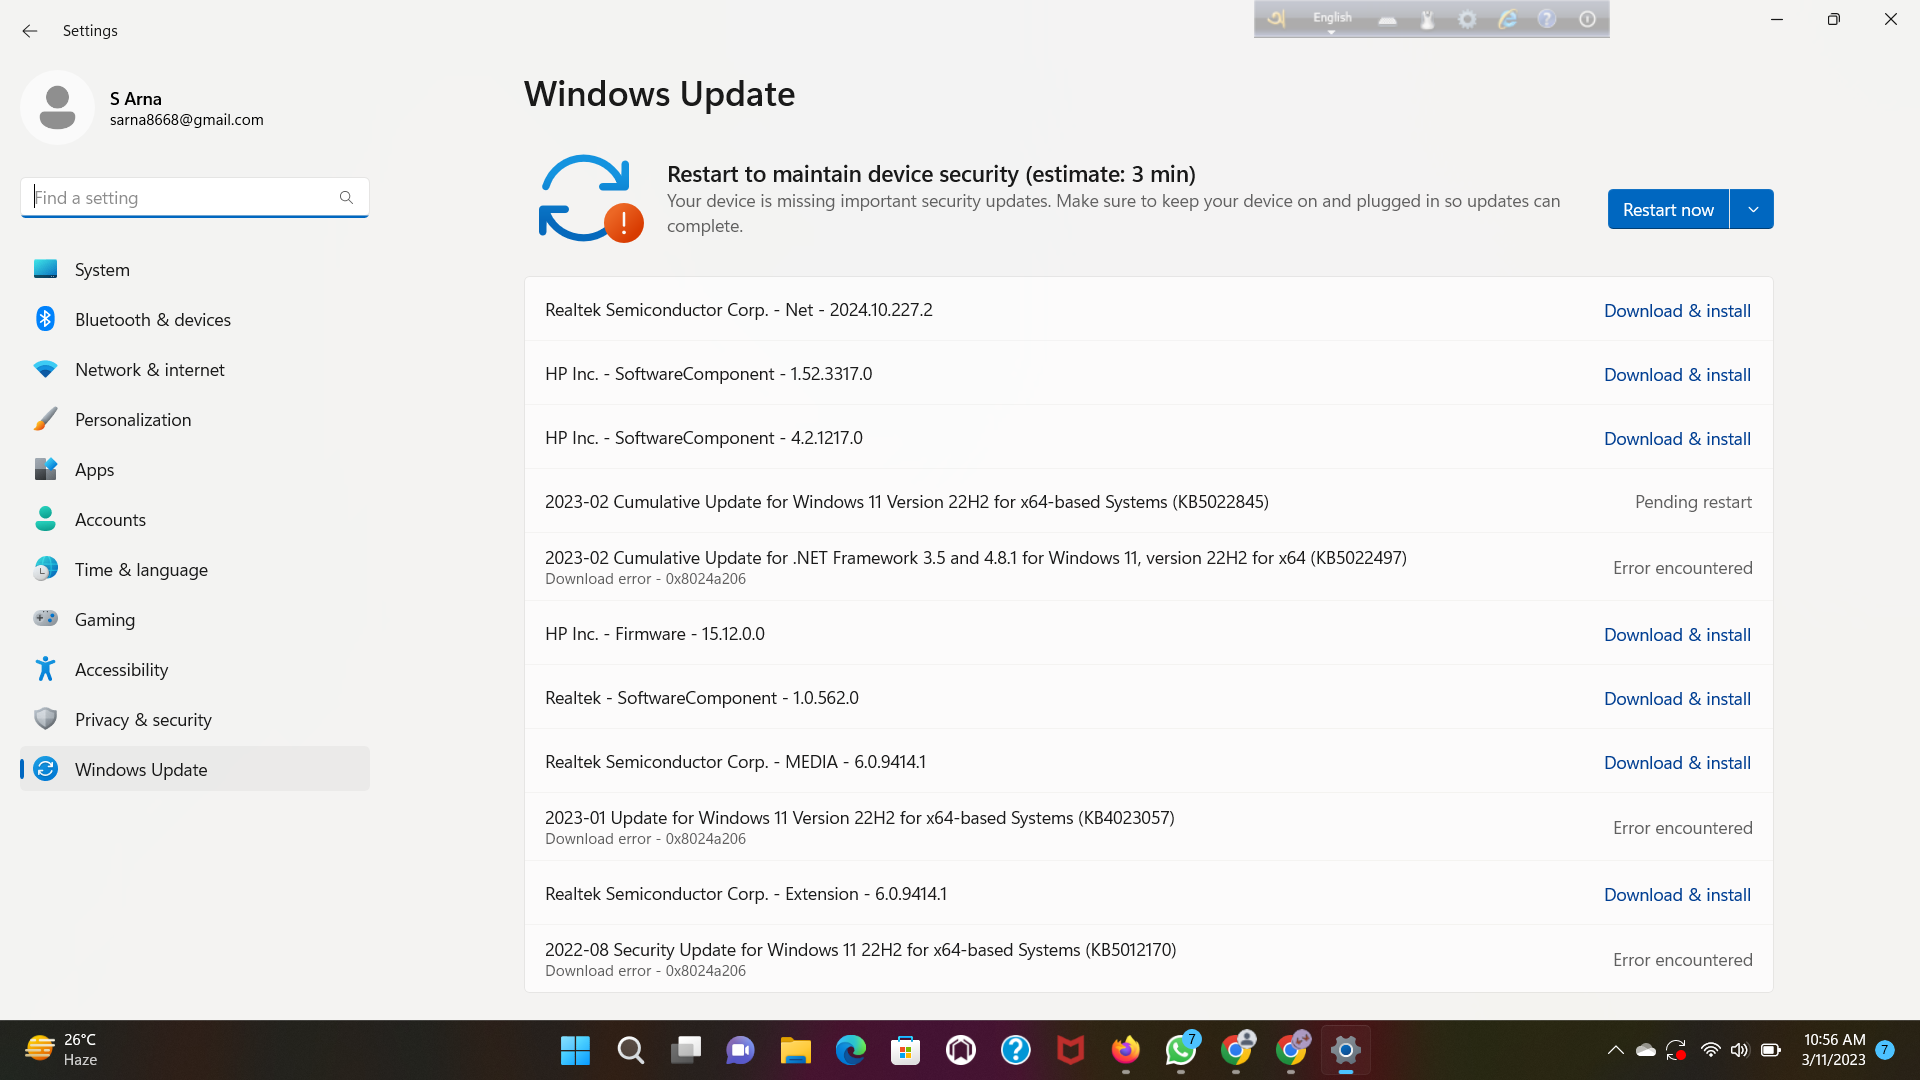 Settings
English
S Arna
sarna8668@gmail.com
Find a setting
System
Bluetooth & devices
Network & internet
Personalization
Apps
Accounts
Time & language
Gaming
Accessibility
Privacy & security
Windows Update
Windows Update
Restart to maintain device security (estimate: 3 min)
Your device is missing important security updates. Make sure to keep your device on and plugged in so updates can
complete.
Restart now
Realtek Semiconductor Corp. - Net - 2024.10.227.2 Download & install
HP Inc. - SoftwareComponent - 1.52.3317.0 Download & install
HP Inc. - SoftwareComponent - 4.2.1217.0 Download & install
2023-02 Cumulative Update for Windows 11 Version 22H2 for x64-based Systems (KB5022845) Pending restart
2023-02 Cumulative Update for .NET Framework 3.5 and 4.8.1 for Windows 11, version 22H2 for x64 (KB5022497)
Download error - 0x8024a206
Error encountered
HP Inc. - Firmware - 15.12.0.0 Download & install
Realtek - SoftwareComponent - 1.0.562.0 Download & install
Realtek Semiconductor Corp. - MEDIA - 6.0.9414.1 Download & install
2023-01 Update for Windows 11 Version 22H2 for x64-based Systems (KB4023057)
Download error - 0x8024a206
Error encountered
Realtek Semiconductor Corp. - Extension - 6.0.9414.1 Download & install
2022-08 Security Update for Windows 11 22H2 for x64-based Systems (KB5012170)
Download error - 0x8024a206
Error encountered
26°C
Haze
7
10:56 AM
3/11/2023
7